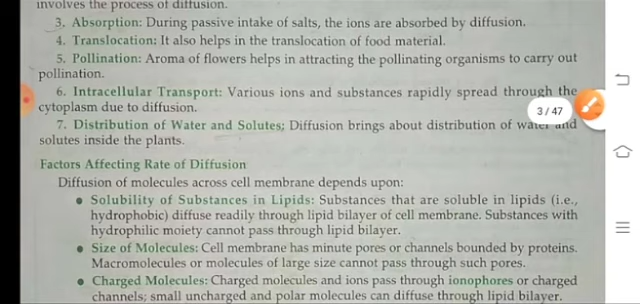 involves the process of diffusion.
3. Absorption: During passive intake of salts, the ions are absorbed by diffusion.
4. Translocation: It also helps in the translocation of food material.
5. Pollination: Aroma of flowers helps in attracting the pollinating organisms to carry out
pollination.
6. Intracellular Transport: Various ions and substances rapidly spread through the
cytoplasm due to diffusion.
3 / 47
7. Distribution of Water and Solutes; Diffusion brings about distribution of water and
solutes inside the plants.
Factors Affecting Rate of Diffusion
Diffusion of molecules across cell membrane depends upon:
● Solubility of Substances in Lipids: Substances that are soluble in lipids (i.e.,
hydrophobic) diffuse readily through lipid bilayer of cell membrane. Substances with
hydrophilic moiety cannot pass through lipid bilayer.
● Size of Molecules: Cell membrane has minute pores or channels bounded by proteins.
Macromolecules or molecules of large size cannot pass through such pores.
● Charged Molecules: Charged molecules and ions pass through ionophores or charged
channels; small uncharged and polar molecules can diffuse through lipid bilayer.